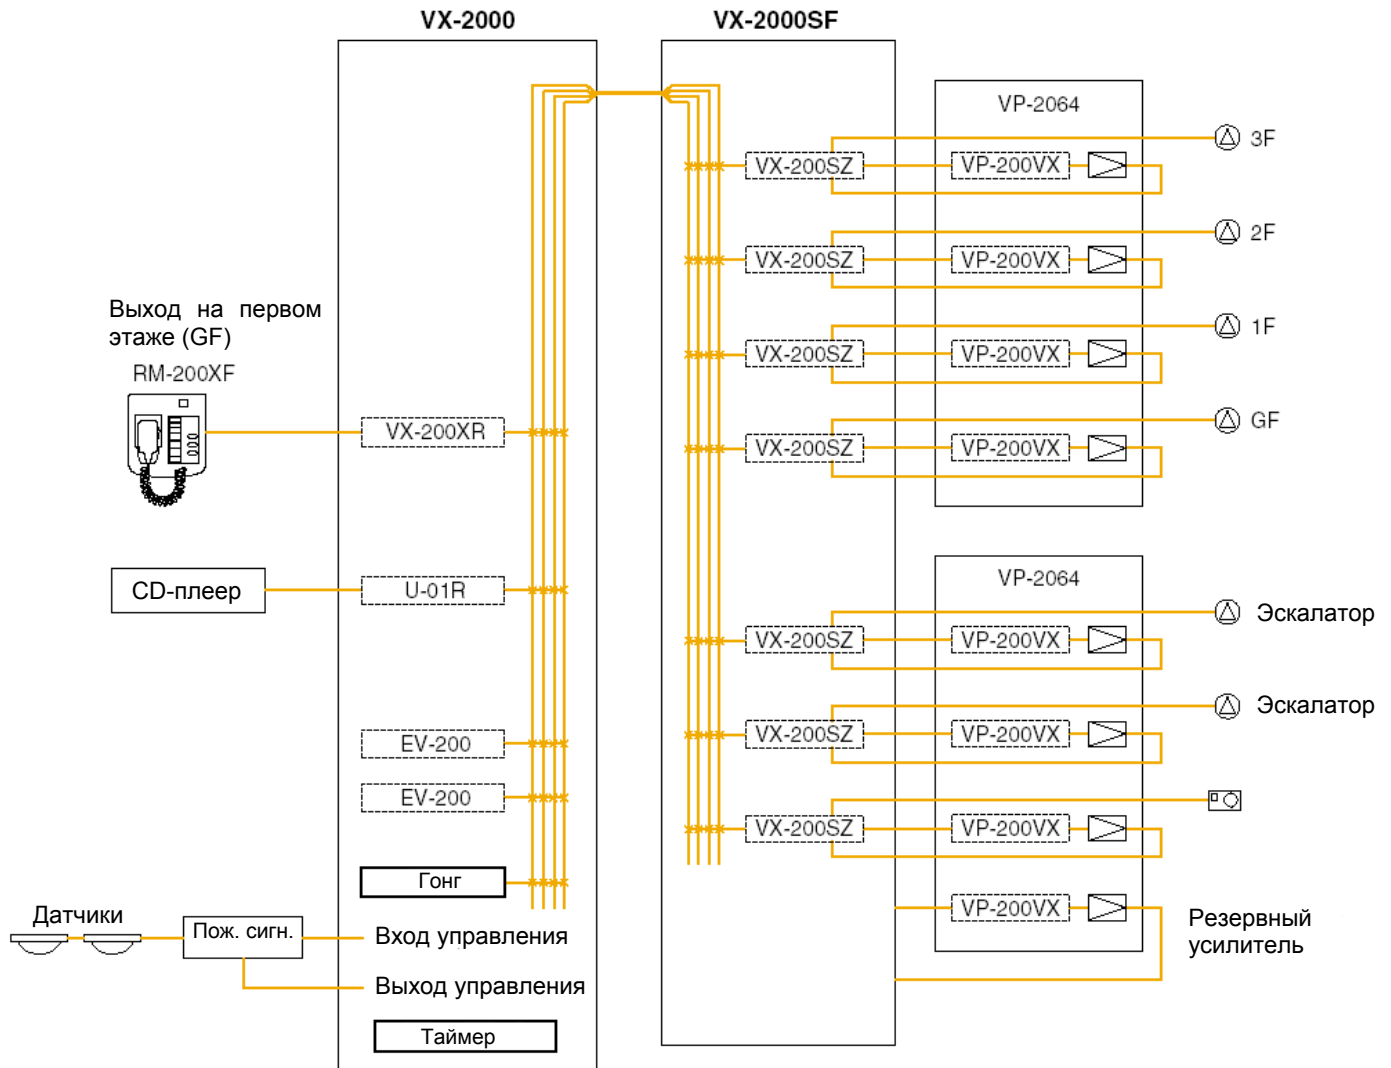 VX-2000
VX-2000SF
VP-2064
3F
VX-200SZ
VP-200VX
2F
VX-200SZ
VP-200VX
Выход на первом
этаже (GF)
1F
VX-200SZ
VP-200VX
RM-200XF
GF
VX-200XR
VX-200SZ
VP-200VX
VP-2064
CD-плеер
U-01R
Эскалатор
VX-200SZ
VP-200VX
Эскалатор
EV-200
VX-200SZ
VP-200VX
EV-200
VX-200SZ
VP-200VX
Гонг
VP-200VX
Резервный
усилитель
Датчики
Пож. сигн.
Вход управления
Выход управления
Таймер